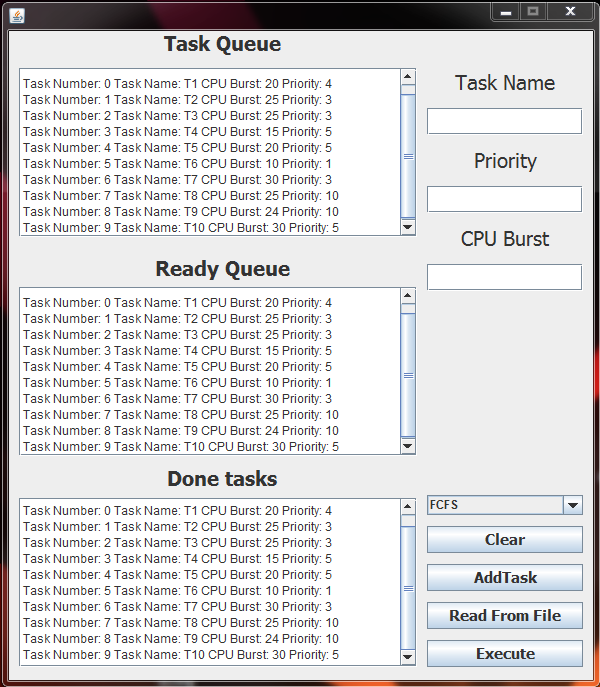 Task Queue
Task Number: 0 Task Name: T1 CPU Burst: 20 Priority: 4
Task Number: 1 Task Name: T2 CPU Burst: 25 Priority: 3
Task Number: 2 Task Name: T3 CPU Burst: 25 Priority: 3
Task Number: 3 Task Name: T4 CPU Burst: 15 Priority: 5
Task Number: 4 Task Name: T5 CPU Burst: 20 Priority: 5
Task Number: 5 Task Name: T6 CPU Burst: 10 Priority: 1
Task Number: 6 Task Name: T7 CPU Burst: 30 Priority: 3
Task Number: 7 Task Name: T8 CPU Burst: 25 Priority: 10
Task Number: 8 Task Name: T9 CPU Burst: 24 Priority: 10
Task Number: 9 Task Name: T10 CPU Burst: 30 Priority: 5
Ready Queue
Task Number: 0 Task Name: T1 CPU Burst: 20 Priority: 4
Task Number: 1 Task Name: T2 CPU Burst: 25 Priority: 3
Task Number: 2 Task Name: T3 CPU Burst: 25 Priority: 3
Task Number: 3 Task Name: T4 CPU Burst: 15 Priority: 5
Task Number: 4 Task Name: T5 CPU Burst: 20 Priority: 5
Task Number: 5 Task Name: T6 CPU Burst: 10 Priority: 1
Task Number: 6 Task Name: T7 CPU Burst: 30 Priority: 3
Task Number: 7 Task Name: T8 CPU Burst: 25 Priority: 10
Task Number: 8 Task Name: T9 CPU Burst: 24 Priority: 10
Task Number: 9 Task Name: T10 CPU Burst: 30 Priority: 5
Done tasks
Task Number: 0 Task Name: T1 CPU Burst: 20 Priority: 4
Task Number: 1 Task Name: T2 CPU Burst: 25 Priority: 3
Task Number: 2 Task Name: T3 CPU Burst: 25 Priority: 3
Task Number: 3 Task Name: T4 CPU Burst: 15 Priority: 5
Task Number: 4 Task Name: T5 CPU Burst: 20 Priority: 5
Task Number: 5 Task Name: T6 CPU Burst: 10 Priority: 1
Task Number: 6 Task Name: T7 CPU Burst: 30 Priority: 3
Task Number: 7 Task Name: T8 CPU Burst: 25 Priority: 10
Task Number: 8 Task Name: T9 CPU Burst: 24 Priority: 10
Task Number: 9 Task Name: T10 CPU Burst: 30 Priority: 5
Task Name
Priority
CPU Burst
FCFS
Clear
AddTask
Read From File
Execute